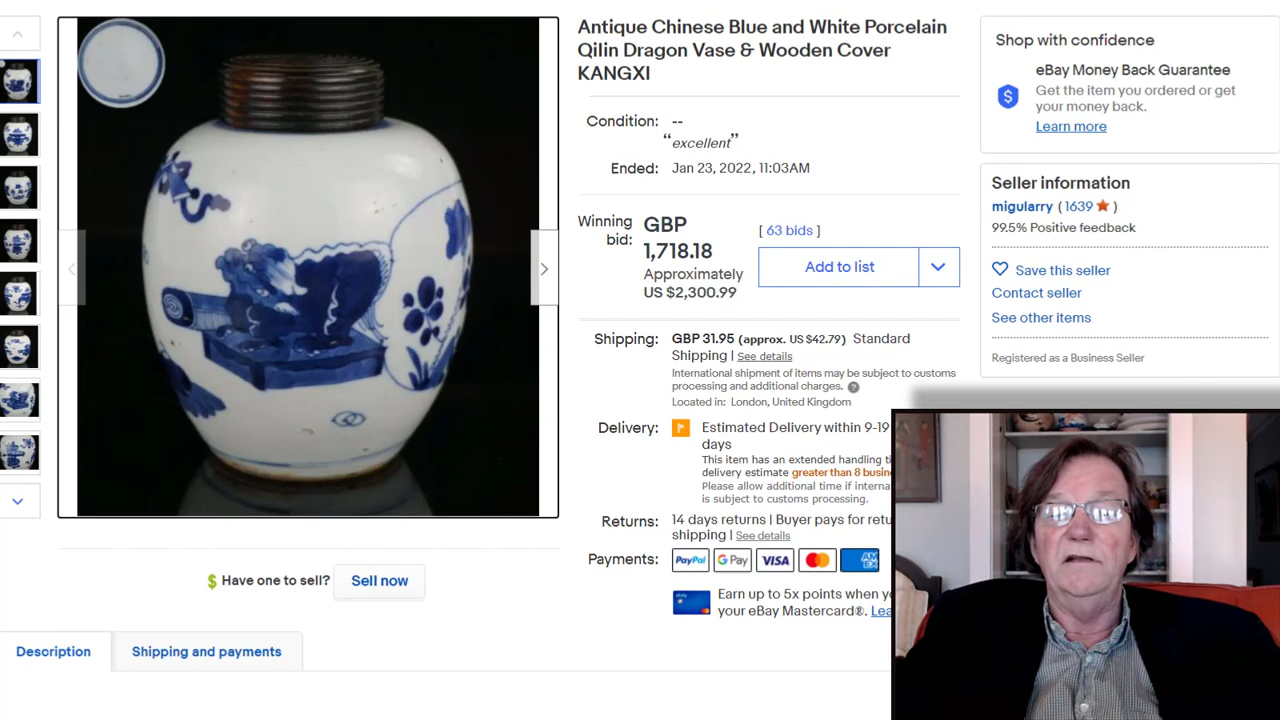 Antique Chinese Blue and White Porcelain
Qilin Dragon Vase & Wooden Cover
KANGXI
Condition: --
“excellent”
Ended: Jan 23, 2022, 11:03AM
Winning bid: GBP 1,718.18 [ 63 bids ]
Approximately
US $2,300.99
Add to list
Shipping: GBP 31.95 (approx. US $42.79) Standard
Shipping | See details
International shipment of items may be subject to customs
processing and additional charges.
Located in: London, United Kingdom
Delivery: Estimated Delivery within 9-19
days
This item has an extended handling
delivery estimate greater than 8
Please allow additional time if
is subject to customs processing.
Returns: 14 days returns | Buyer pays for
shipping | See details
Payments: PayPal G Pay VISA mastercard AM EX
Earn up to 5x points when
your eBay Mastercard®.
Shop with confidence
eBay Money Back Guarantee
Get the item you ordered or get
your money back.
Learn more
Seller information
migularry ( 1639 )
99.5% Positive feedback
Save this seller
Contact seller
See other items
Registered as a Business Seller
$ Have one to sell? Sell now
Description Shipping and payments